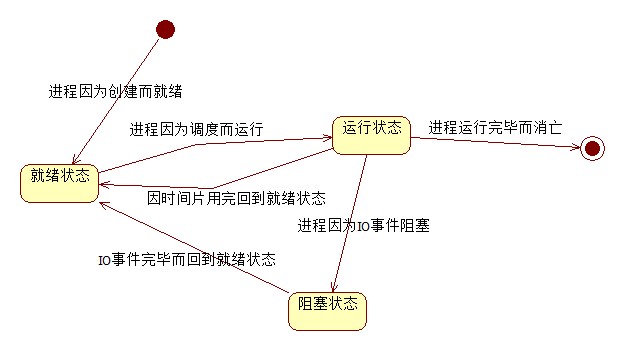 进程因为创建而就绪
进程因为调度而运行
运行状态
进程运行完毕而消亡
就绪状态
因时间片用完回到就绪状态
进程因为IO事件阻塞
IO事件完毕而回到就绪状态
阻塞状态